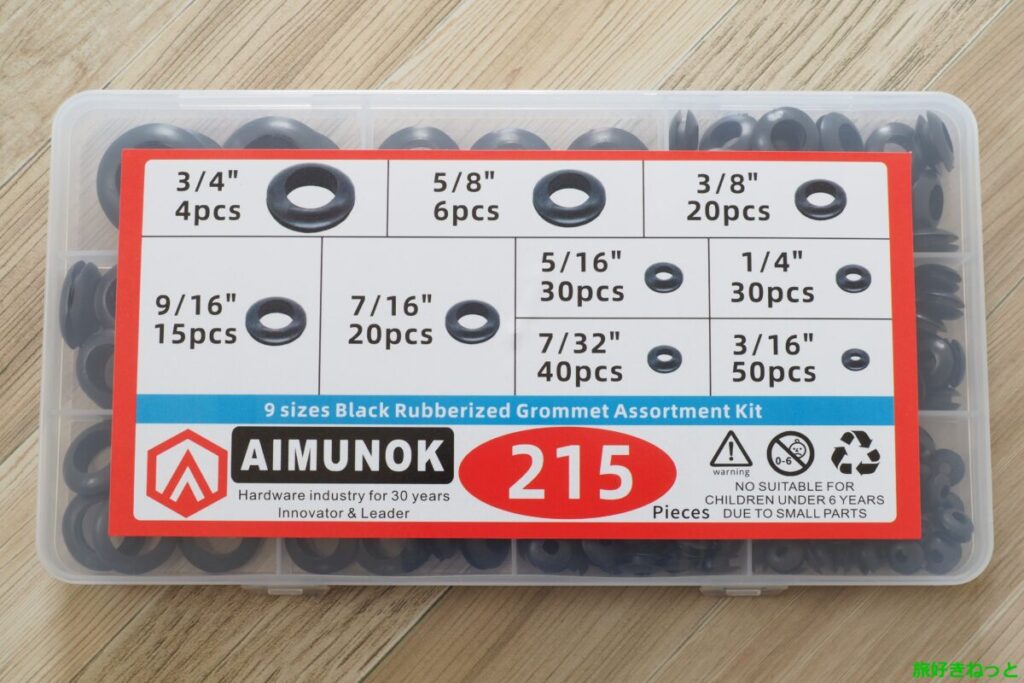 3/4"
4pcs
5/8"
6pcs
3/8"
20pcs
9/16"
15pcs
7/16"
20pcs
5/16"
30pcs
1/4"
30pcs
7/32"
40pcs
3/16"
50pcs
9 sizes Black Rubberized Grommet Assortment Kit
AIMUNOK
Hardware industry for 30 years
Innovator & Leader
215
Pieces
warning
0-6
NO SUITABLE FOR
CHILDREN UNDER 6 YEARS
DUE TO SMALL PARTS
旅好きねっと